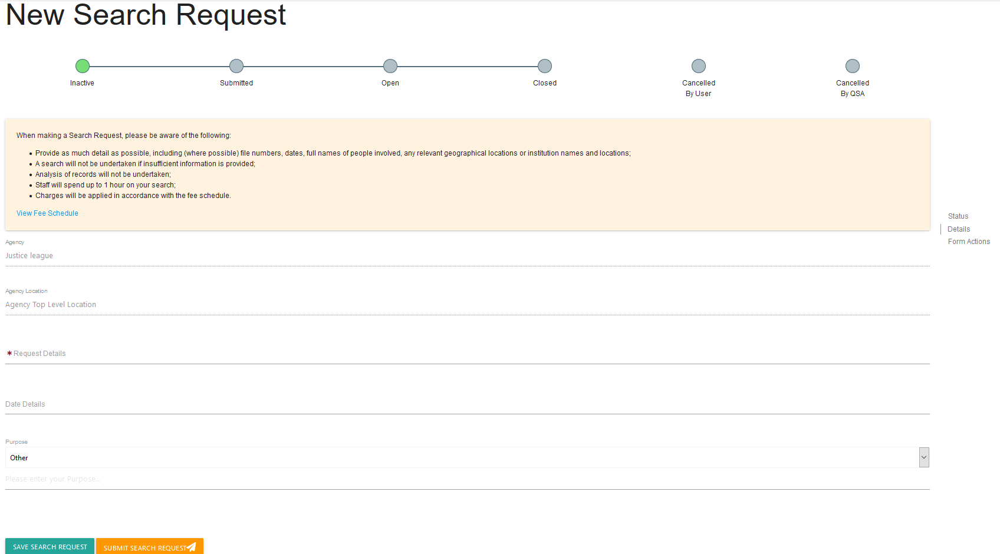 New Search Request
Inactive
Submitted
Open
Closed
Cancelled
By User
Cancelled
By QSA
When making a Search Request, please be aware of the following:
Provide as much detail as possible, including (where possible) file numbers, dates, full names of people involved, any relevant geographical locations or institution names and locations;
A search will not be undertaken if insufficient information is provided;
Analysis of records will not be undertaken;
Staff will spend up to 1 hour on your search;
Charges will be applied in accordance with the fee schedule.
View Fee Schedule
Status
Details
Form Actions
Agency
Justice league
Agency Location
Agency Top Level Location
* Request Details
Date Details
Purpose
Other
Please enter your Purpose...
SAVE SEARCH REQUEST
SUBMIT SEARCH REQUEST